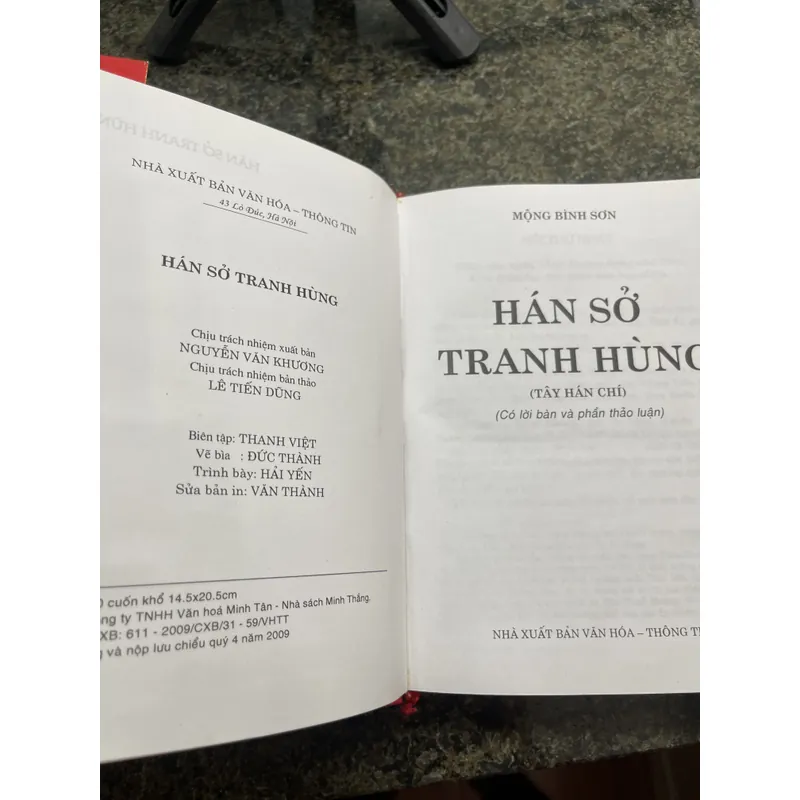 NHÀ XUẤT BẢN VĂN HÓA – THÔNG TIN
43 Lò Đúc, Hà Nội
HÁN SỞ TRANH HÙNG
Chịu trách nhiệm xuất bản
NGUYỄN VĂN KHƯƠNG
Chịu trách nhiệm bản thảo
LÊ TIẾN DŨNG
Biên tập: THANH VIỆT
Vẽ bìa : ĐỨC THÀNH
Trình bày: HẢI YẾN
Sửa bản in: VĂN THÀNH
0 cuốn khổ 14.5x20.5cm
ng ty TNHH Văn hoá Minh Tân - Nhà sách Minh Thắng.
XB: 611 - 2009/CXB/31 - 59/VHTT
g và nộp lưu chiểu quý 4 năm 2009
MỘNG BÌNH SƠN
HÁN SỞ
TRANH HÙNG
(TÂY HÁN CHÍ)
(Có lời bàn và phần thảo luận)
NHÀ XUẤT BẢN VĂN HÓA – THÔNG TI